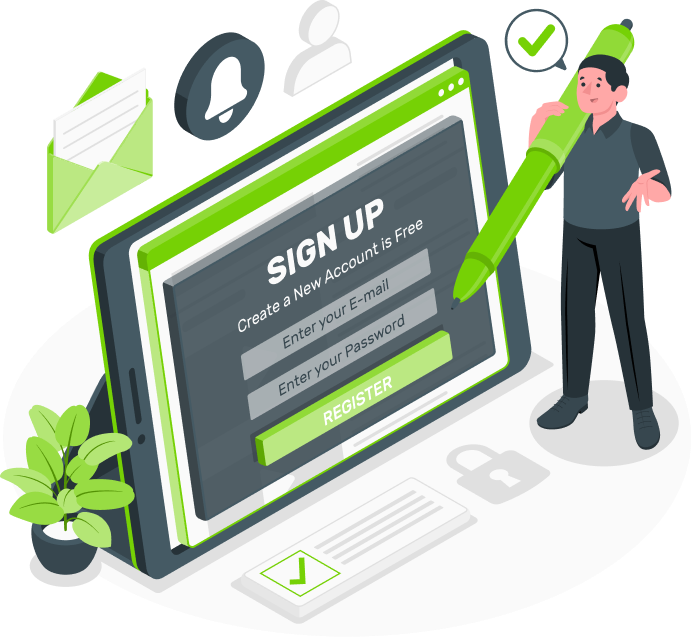 SIGN UP
Create a New Account is Free
Enter your E-mail
Enter your Password
REGISTER